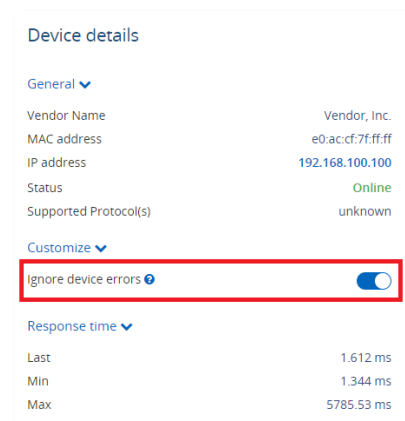 Device details
General
Vendor Name Vendor, Inc.
MAC address e0:ac:cf:7f:ff:ff
IP address 192.168.100.100
Status Online
Supported Protocol(s) unknown
Customize
Ignore device errors ?
Response time
Last 1.612 ms
Min 1.344 ms
Max 5785.53 ms